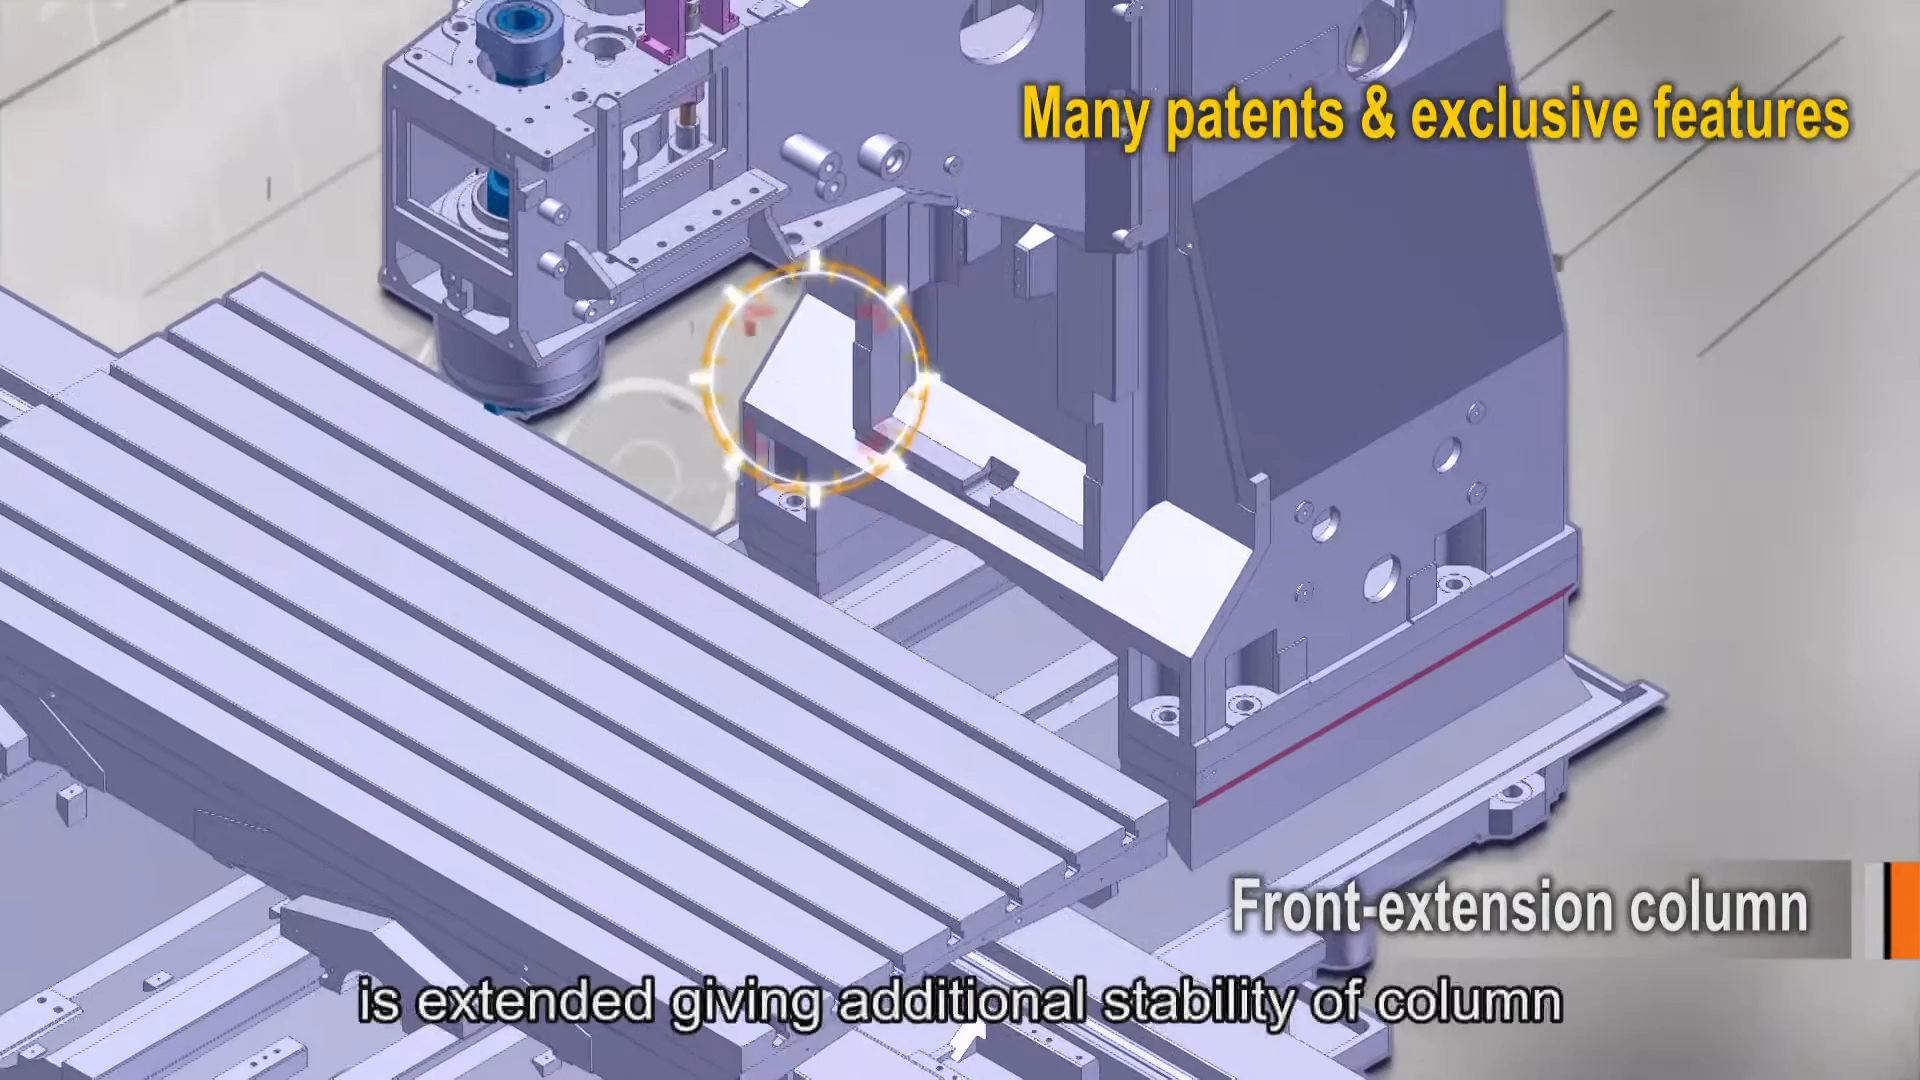 Many patents & exclusive features
Front-extension column
is extended giving additional stability of column